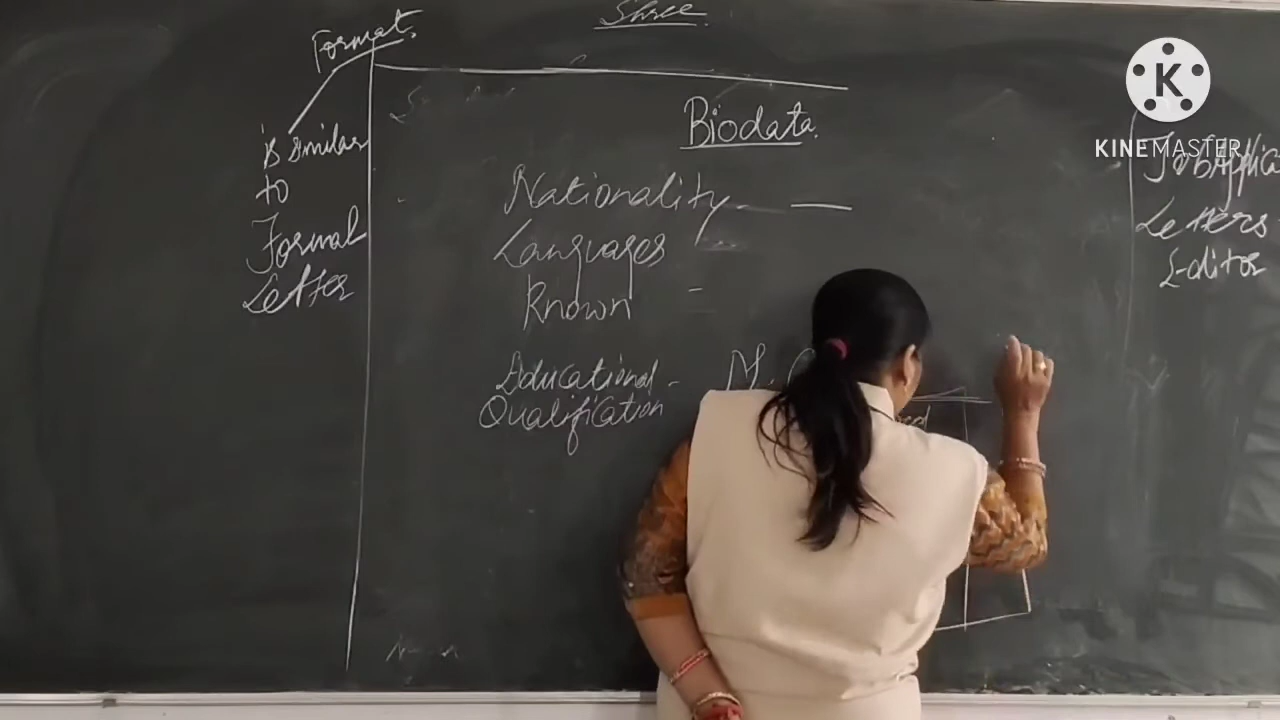 Shree
Format.
is Similar
to
Formal
Letter
Biodata.
Nationality - —
Languages
Known -
Educational -
Qualification
M.
K
KINEMASTER
Letters
Editor